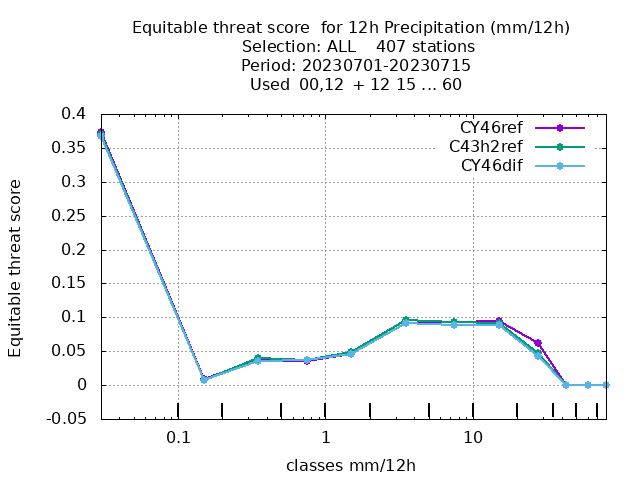 Equitable threat score  for 12h Precipitation (mm/12h)
Selection: ALL    407 stations
Period: 20230701-20230715
Used  00,12  + 12 15 ... 60
CY46ref
C43h2ref
CY46dif
0.4
0.35
0.3
0.25
0.2
0.15
0.1
0.05
0
-0.05
Equitable threat score
0.1
1
10
classes mm/12h